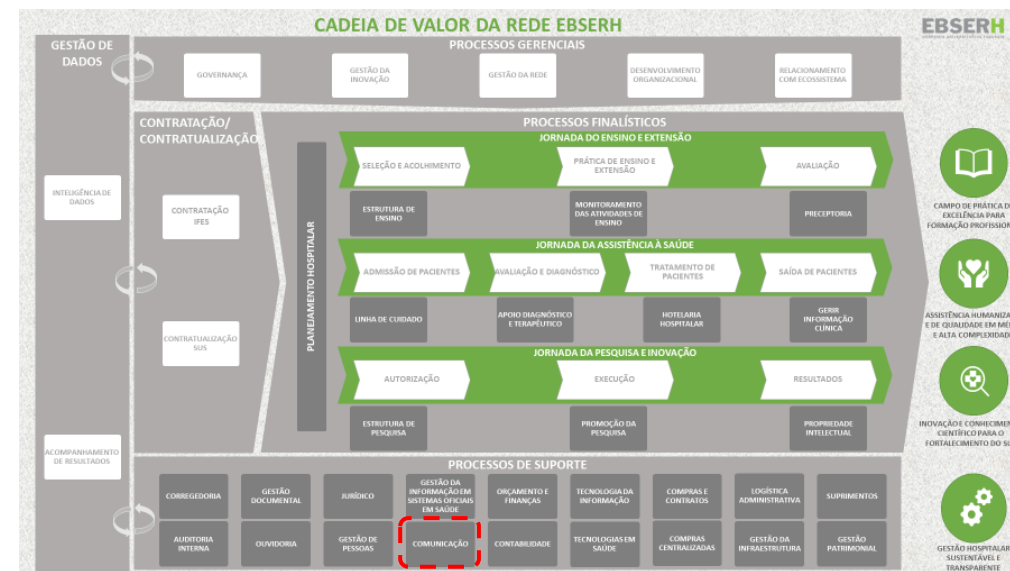 CADEIA DE VALOR DA REDE EBSERH
EBSERH
GESTÃO DE
DADOS
INTELIGÊNCIA DE
DADOS
ACOMPANHAMENTO
DE RESULTADOS
PROCESSOS GERENCIAIS
GOVERNANÇA
GESTÃO DA
INOVAÇÃO
GESTÃO DA REDE
DESENVOLVIMENTO
ORGANIZACIONAL
RELACIONAMENTO
COM ECOSSISTEMA
CONTRATAÇÃO/
CONTRATUALIZAÇÃO
CONTRATAÇÃO
IFES
CONTRATUALIZAÇÃO
SUS
PROCESSOS FINALÍSTICOS
PLANEJAMENTO HOSPITALAR
JORNADA DO ENSINO E EXTENSÃO
SELEÇÃO E ACOLHIMENTO
PRÁTICA DE ENSINO E
EXTENSÃO
AVALIAÇÃO
ESTRUTURA DE
ENSINO
MONITORAMENTO
DAS ATIVIDADES DE
ENSINO
PRECEPTORIA
JORNADA DA ASSISTÊNCIA À SAÚDE
ADMISSÃO DE PACIENTES
AVALIAÇÃO E DIAGNÓSTICO
TRATAMENTO DE
PACIENTES
SAÍDA DE PACIENTES
LINHA DE CUIDADO
APOIO DIAGNÓSTICO
E TERAPÊUTICO
HOTELARIA
HOSPITALAR
GERIR
INFORMAÇÃO
CLÍNICA
JORNADA DA PESQUISA E INOVAÇÃO
AUTORIZAÇÃO
EXECUÇÃO
RESULTADOS
ESTRUTURA DE
PESQUISA
PROMOÇÃO DA
PESQUISA
PROPRIEDADE
INTELECTUAL
PROCESSOS DE SUPORTE
CORREGEDORIA
GESTÃO
DOCUMENTAL
JURÍDICO
GESTÃO DA
INFORMAÇÃO EM
SISTEMAS OFICIAIS
EM SAÚDE
ORÇAMENTO E
FINANÇAS
TECNOLOGIA DA
INFORMAÇÃO
COMPRAS E
CONTRATOS
LOGÍSTICA
ADMINISTRATIVA
SUPRIMENTOS
AUDITORIA
INTERNA
OUVIDORIA
GESTÃO DE
PESSOAS
COMUNICAÇÃO
CONTABILIDADE
TECNOLOGIAS EM
SAÚDE
COMPRAS
CENTRALIZADAS
GESTÃO DA
INFRAESTRUTURA
GESTÃO
PATRIMONIAL
CAMPO DE PRÁTICA D
EXCELÊNCIA PARA
FORMAÇÃO PROFISSION
ASSISTÊNCIA HUMANIZA
E DE QUALIDADE EM MÉ
E ALTA COMPLEXIDAD
INOVAÇÃO E CONHECIMEN
CIENTÍFICO PARA O
FORTALECIMENTO DO SU
GESTÃO HOSPITALAR
SUSTENTÁVEL E
TRANSPARENTE